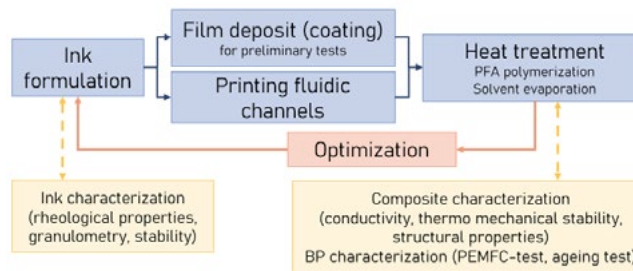 Ink
formulation
Film deposit (coating)
for preliminary tests
Printing fluidic
channels
Heat treatment
PFA polymerization
Solvent evaporation
Optimization
Ink characterization
(rheological properties,
granulometry, stability)
Composite characterization
(conductivity, thermo mechanical stability,
structural properties)
BP characterization (PEMFC-test, ageing test)